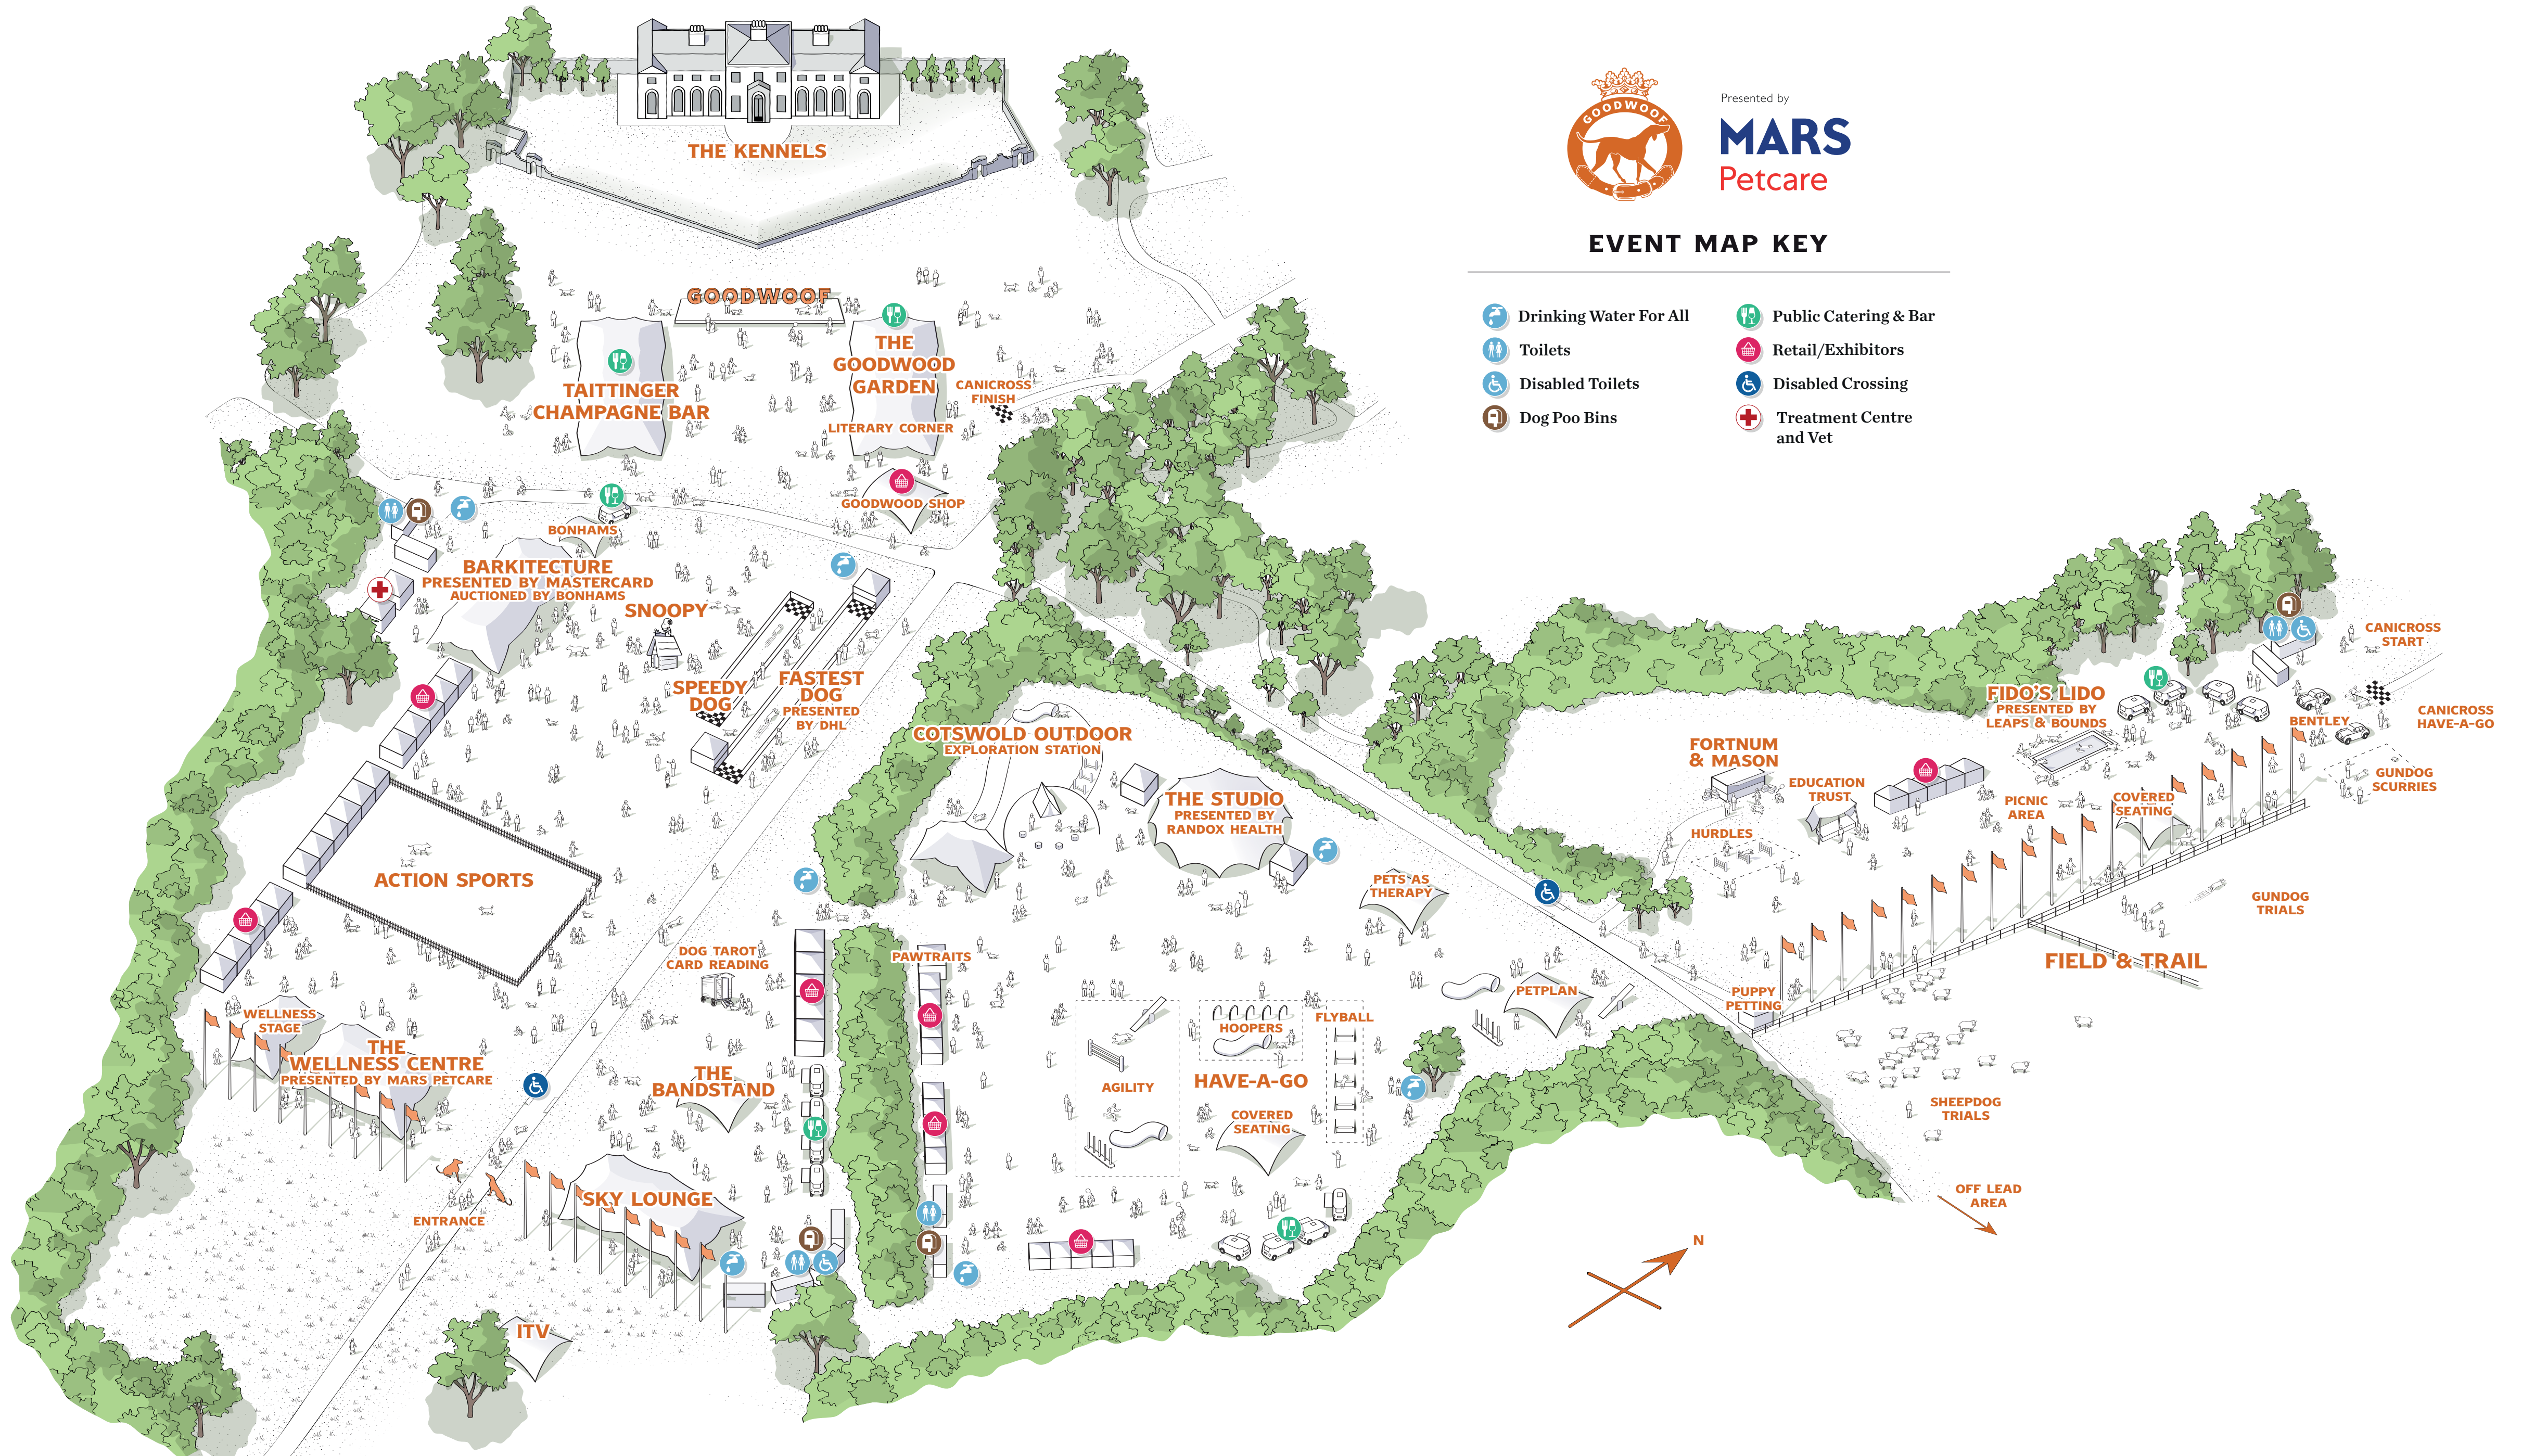 THE KENNELS
GOODWOOF
Presented by
MARS
Petcare
EVENT MAP KEY
Drinking Water For All
Toilets
Disabled Toilets
Dog Poo Bins
Public Catering & Bar
Retail/Exhibitors
Disabled Crossing
Treatment Centre
and Vet
GOODWOOF
TAITTINGER
CHAMPAGNE BAR
THE
GOODWOOD
GARDEN
LITERARY CORNER
CANICROSS
FINISH
GOODWOOD SHOP
BONHAMS
BARKITECTURE
PRESENTED BY MASTERCARD
AUCTIONED BY BONHAMS
SNOOPY
SPEEDY
DOG
FASTEST
DOG
PRESENTED
BY DHL
COTSWOLD OUTDOOR
EXPLORATION STATION
THE STUDIO
PRESENTED BY
RANDOX HEALTH
PETS AS
THERAPY
FORTNUM
& MASON
EDUCATION
TRUST
HURDLES
FIDO'S LIDO
PRESENTED BY
LEAPS & BOUNDS
BENTLEY
CANICROSS
START
CANICROSS
HAVE-A-GO
GUNDOG
SCURRIES
PICNIC
AREA
COVERED
SEATING
GUNDOG
TRIALS
FIELD & TRAIL
PUPPY
PETTING
SHEEPDOG
TRIALS
OFF LEAD
AREA
N
ACTION SPORTS
DOG TAROT
CARD READING
PAWTRAITS
PETPLAN
HOOPERS
FLYBALL
AGILITY
HAVE-A-GO
COVERED
SEATING
WELLNESS
STAGE
THE
WELLNESS CENTRE
PRESENTED BY MARS PETCARE
THE
BANDSTAND
SKY LOUNGE
ENTRANCE
ITV